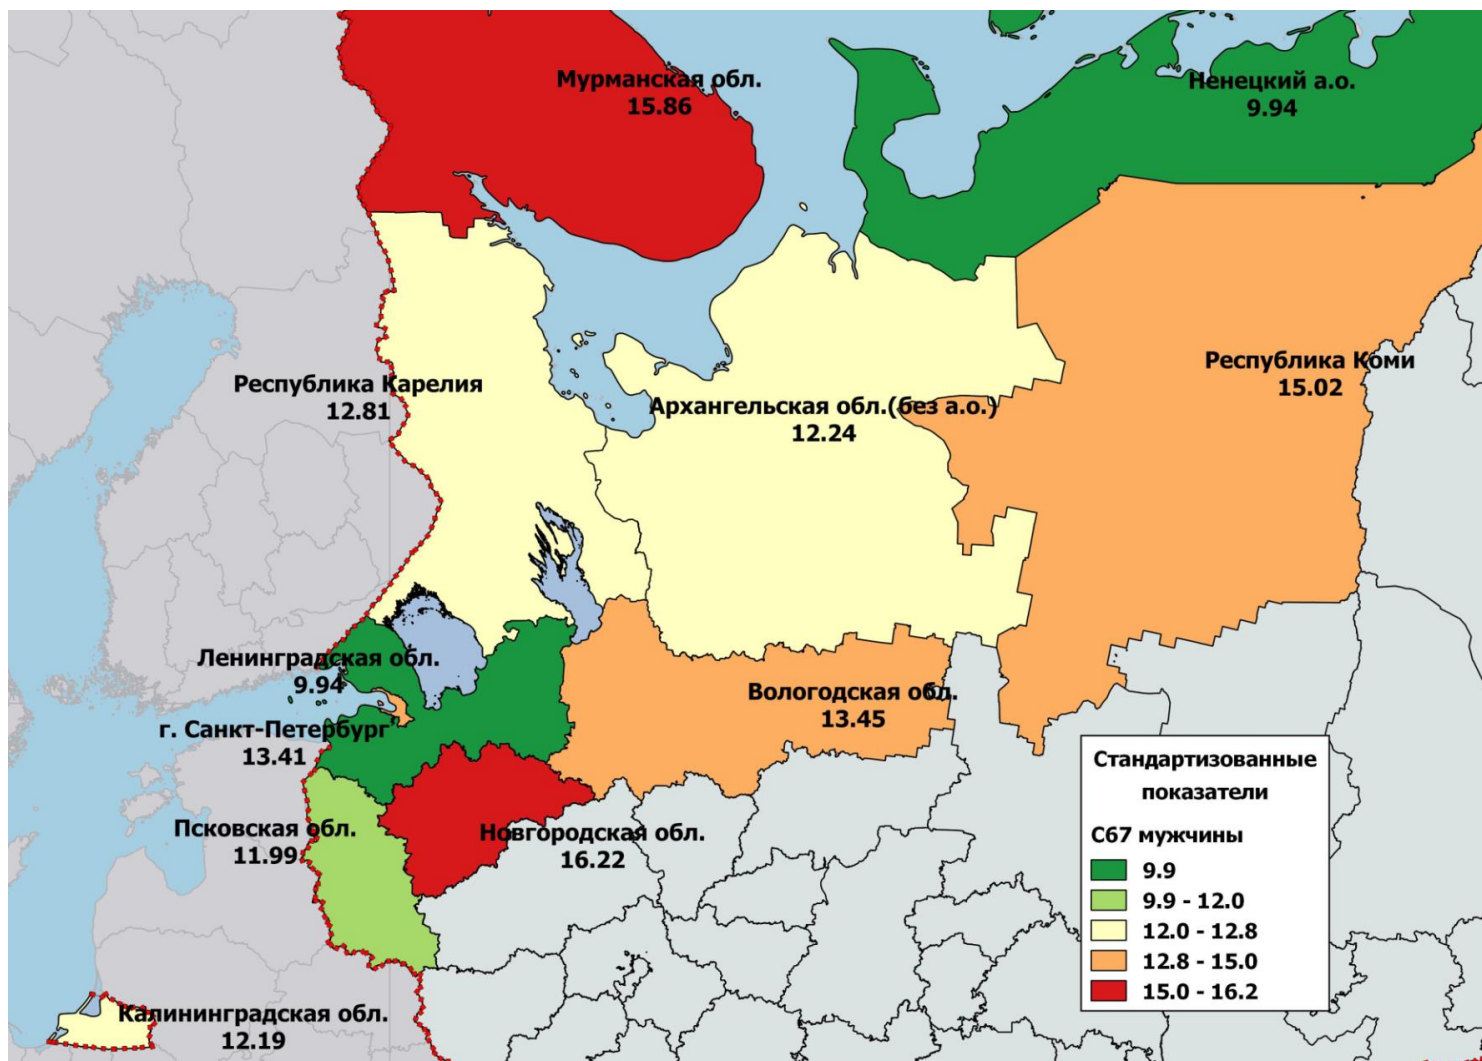 Мурманская обл.
15.86
Ненецкий а.о.
9.94
Республика Карелия
12.81
Архангельская обл.(без а.о.)
12.24
Республика Коми
15.02
Ленинградская обл.
9.94
г. Санкт-Петербург
13.41
Вологодская обл.
13.45
Псковская обл.
11.99
Новгородская обл.
16.22
Калининградская обл.
12.19
Стандартизованные
показатели
С67 мужчины
9.9
9.9 - 12.0
12.0 - 12.8
12.8 - 15.0
15.0 - 16.2